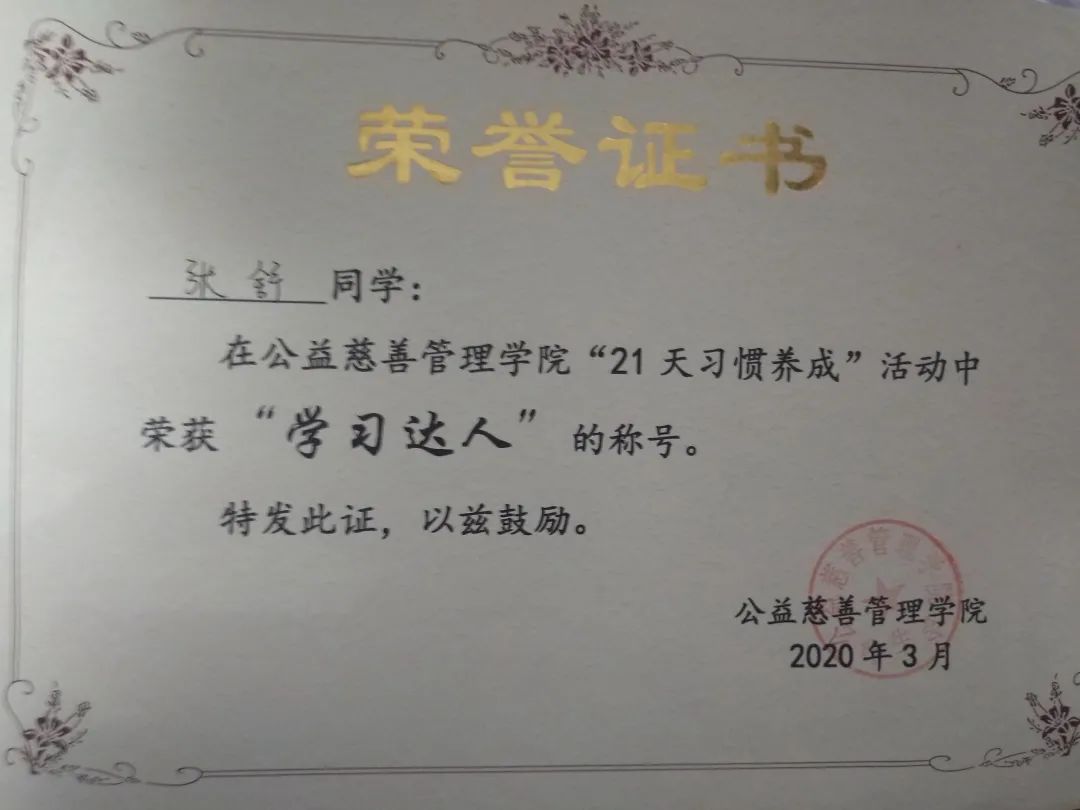 荣誉证书
张舒同学：
在公益慈善管理学院“21天习惯养成”活动中
荣获“学习达人”的称号。
特发此证，以兹鼓励。
公益慈善管理学院
2020年3月